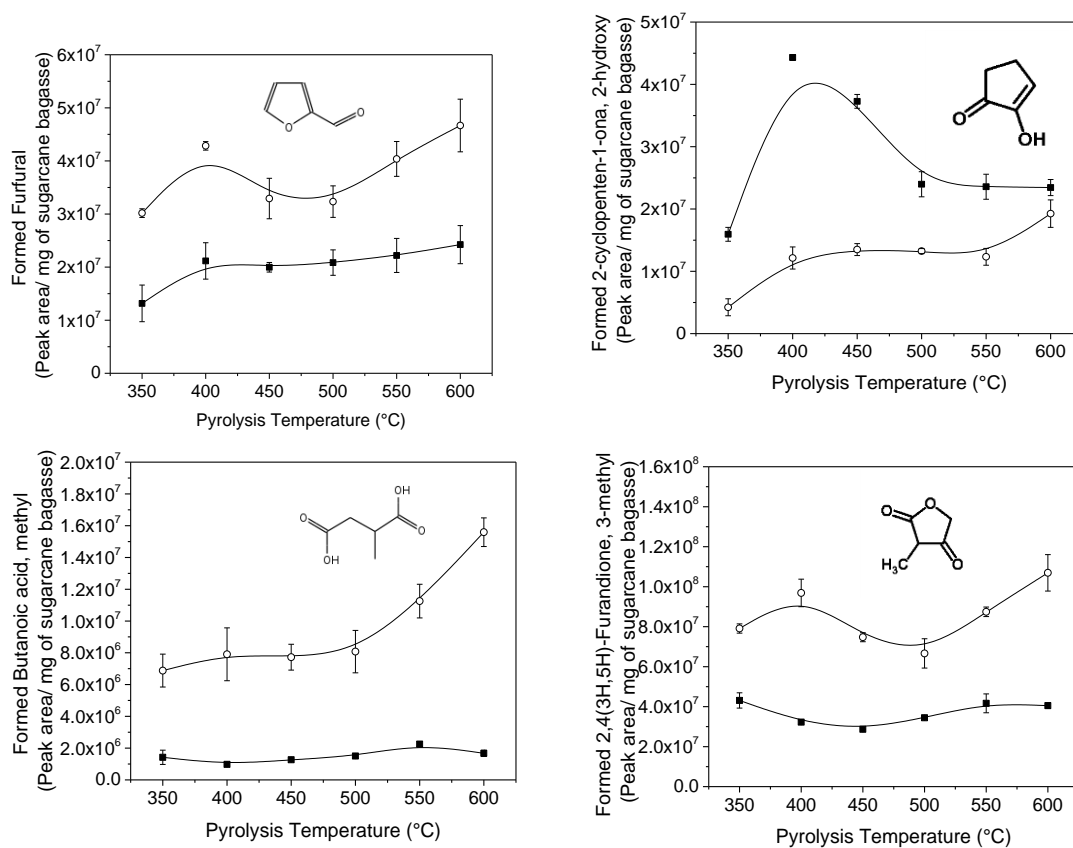 Formed Furfural
(Peak area/ mg of sugarcane bagasse)
6x10⁷
5x10⁷
4x10⁷
3x10⁷
2x10⁷
1x10⁷
0
O
O
350 400 450 500 550 600
Pyrolysis Temperature (°C)
Formed 2-cyclopenten-1-ona, 2-hydroxy
(Peak area/ mg of sugarcane bagasse)
5x10⁷
4x10⁷
3x10⁷
2x10⁷
1x10⁷
0
O
OH
350 400 450 500 550 600
Pyrolysis Temperature (°C)
Formed Butanoic acid, methyl
(Peak area/ mg of sugarcane bagasse)
2.0x10⁷
1.8x10⁷
1.6x10⁷
1.4x10⁷
1.2x10⁷
1.0x10⁷
8.0x10⁶
6.0x10⁶
4.0x10⁶
2.0x10⁶
0.0
OH
O
O
OH
350 400 450 500 550 600
Pyrolysis Temperature (°C)
Formed 2,4(3H,5H)-Furandione, 3-methyl
(Peak area/ mg of sugarcane bagasse)
1.6x10⁸
1.4x10⁸
1.2x10⁸
1.0x10⁸
8.0x10⁷
6.0x10⁷
4.0x10⁷
2.0x10⁷
0.0
O
O
H₃C
O
350 400 450 500 550 600
Pyrolysis Temperature (°C)